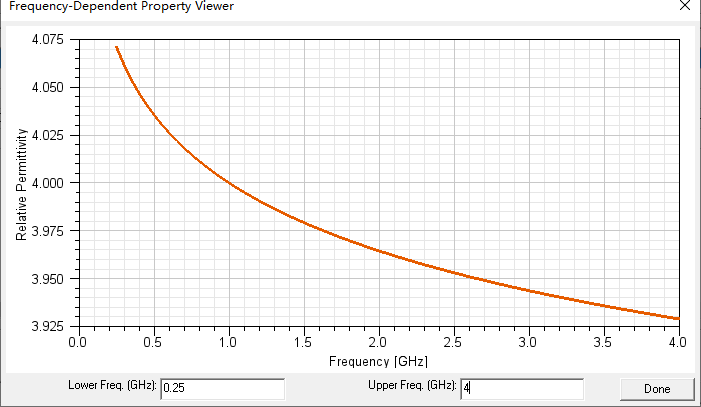 Frequency-Dependent Property Viewer
4.075
4.050
4.025
4.000
3.975
3.950
3.925
Relative Permittivity
0.0 0.5 1.0 1.5 2.0 2.5 3.0 3.5 4.0
Frequency [GHz]
Lower Freq. (GHz): 0.25 Upper Freq. (GHz): 4 Done